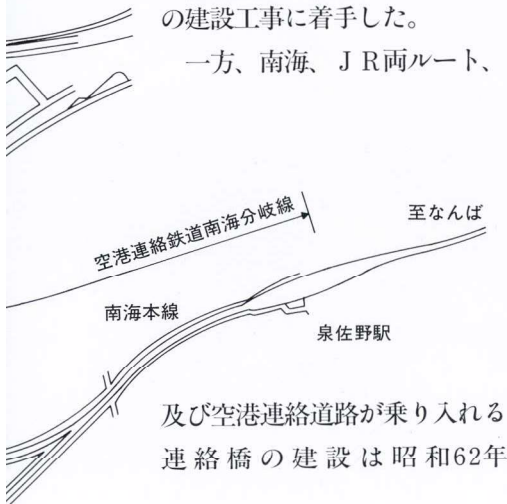 の建設工事に着手した。
一方、南海、ＪＲ両ルート、
空港連絡鉄道南海分岐線
至なんば
南海本線
泉佐野駅
及び空港連絡道路が乗り入れる
連絡橋の建設は昭和62年